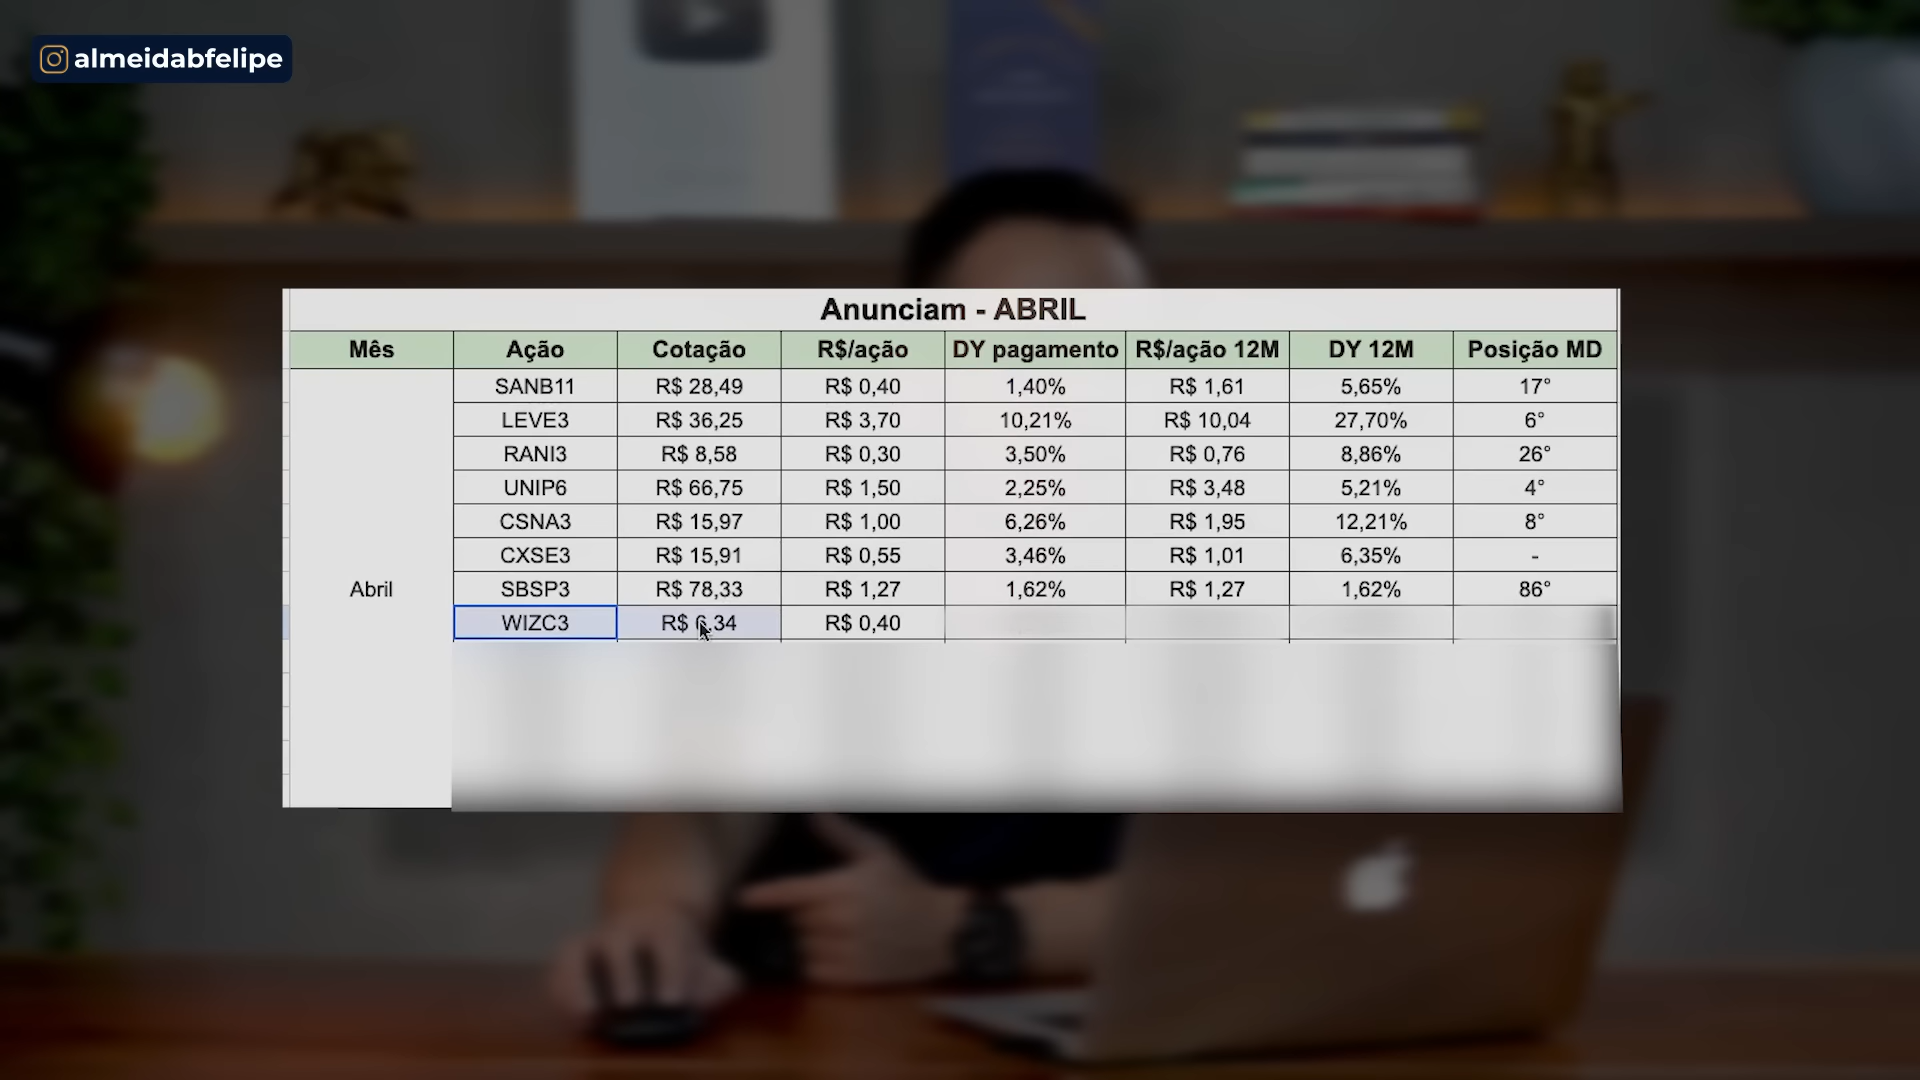 almeidabfelipe
Anunciam - ABRIL
Mês Ação Cotação R$/ação DY pagamento R$/ação 12M DY 12M Posição MD
SANB11 R$ 28,49 R$ 0,40 1,40% R$ 1,61 5,65% 17°
LEVE3 R$ 36,25 R$ 3,70 10,21% R$ 10,04 27,70% 6°
RANI3 R$ 8,58 R$ 0,30 3,50% R$ 0,76 8,86% 26°
UNIP6 R$ 66,75 R$ 1,50 2,25% R$ 3,48 5,21% 4°
CSNA3 R$ 15,97 R$ 1,00 6,26% R$ 1,95 12,21% 8°
CXSE3 R$ 15,91 R$ 0,55 3,46% R$ 1,01 6,35% -
Abril SBSP3 R$ 78,33 R$ 1,27 1,62% R$ 1,27 1,62% 86°
WIZC3 R$ 6,34 R$ 0,40